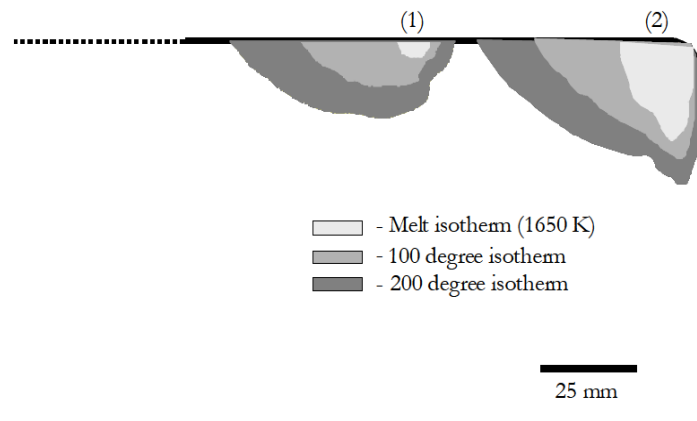 (1) (2)
- Melt isotherm (1650 K)
- 100 degree isotherm
- 200 degree isotherm
25 mm